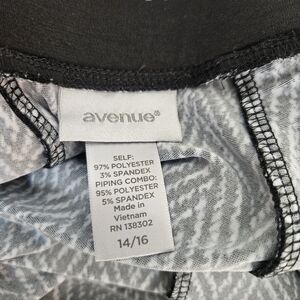 avenue®
SELF:
97% POLYESTER
3% SPANDEX
PIPING COMBO:
95% POLYESTER
5% SPANDEX
Made in
Vietnam
RN 138302
14/16